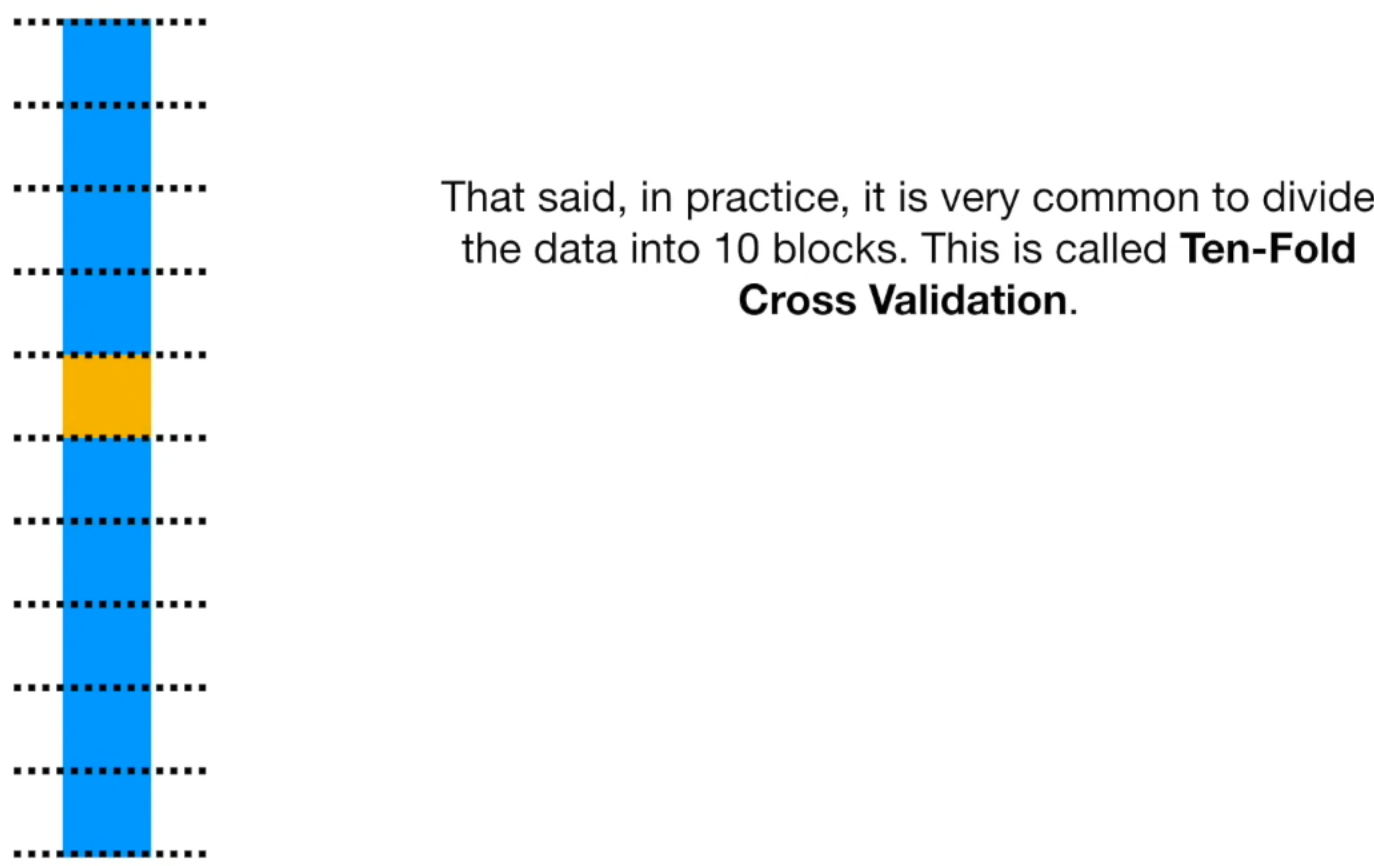 That said, in practice, it is very common to divide
the data into 10 blocks. This is called Ten-Fold
Cross Validation.